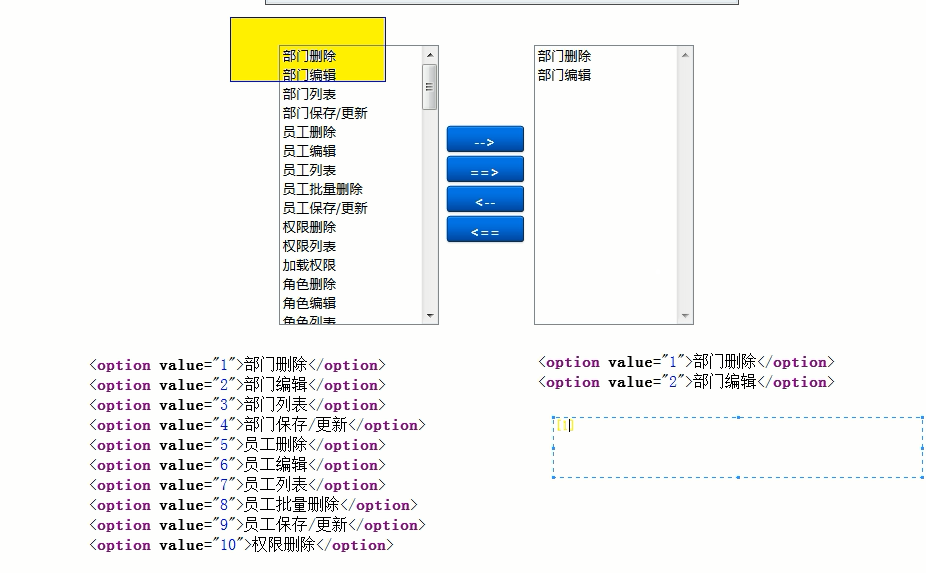 部门删除
部门编辑
部门列表
部门保存/更新
员工删除
员工编辑
员工列表
员工批量删除
员工保存/更新
权限删除
权限列表
加载权限
角色删除
角色编辑
角色列表
-->
==>
<--
<==
部门删除
部门编辑
<option value="1">部门删除</option>
<option value="2">部门编辑</option>
<option value="3">部门列表</option>
<option value="4">部门保存/更新</option>
<option value="5">员工删除</option>
<option value="6">员工编辑</option>
<option value="7">员工列表</option>
<option value="8">员工批量删除</option>
<option value="9">员工保存/更新</option>
<option value="10">权限删除</option>
<option value="1">部门删除</option>
<option value="2">部门编辑</option>